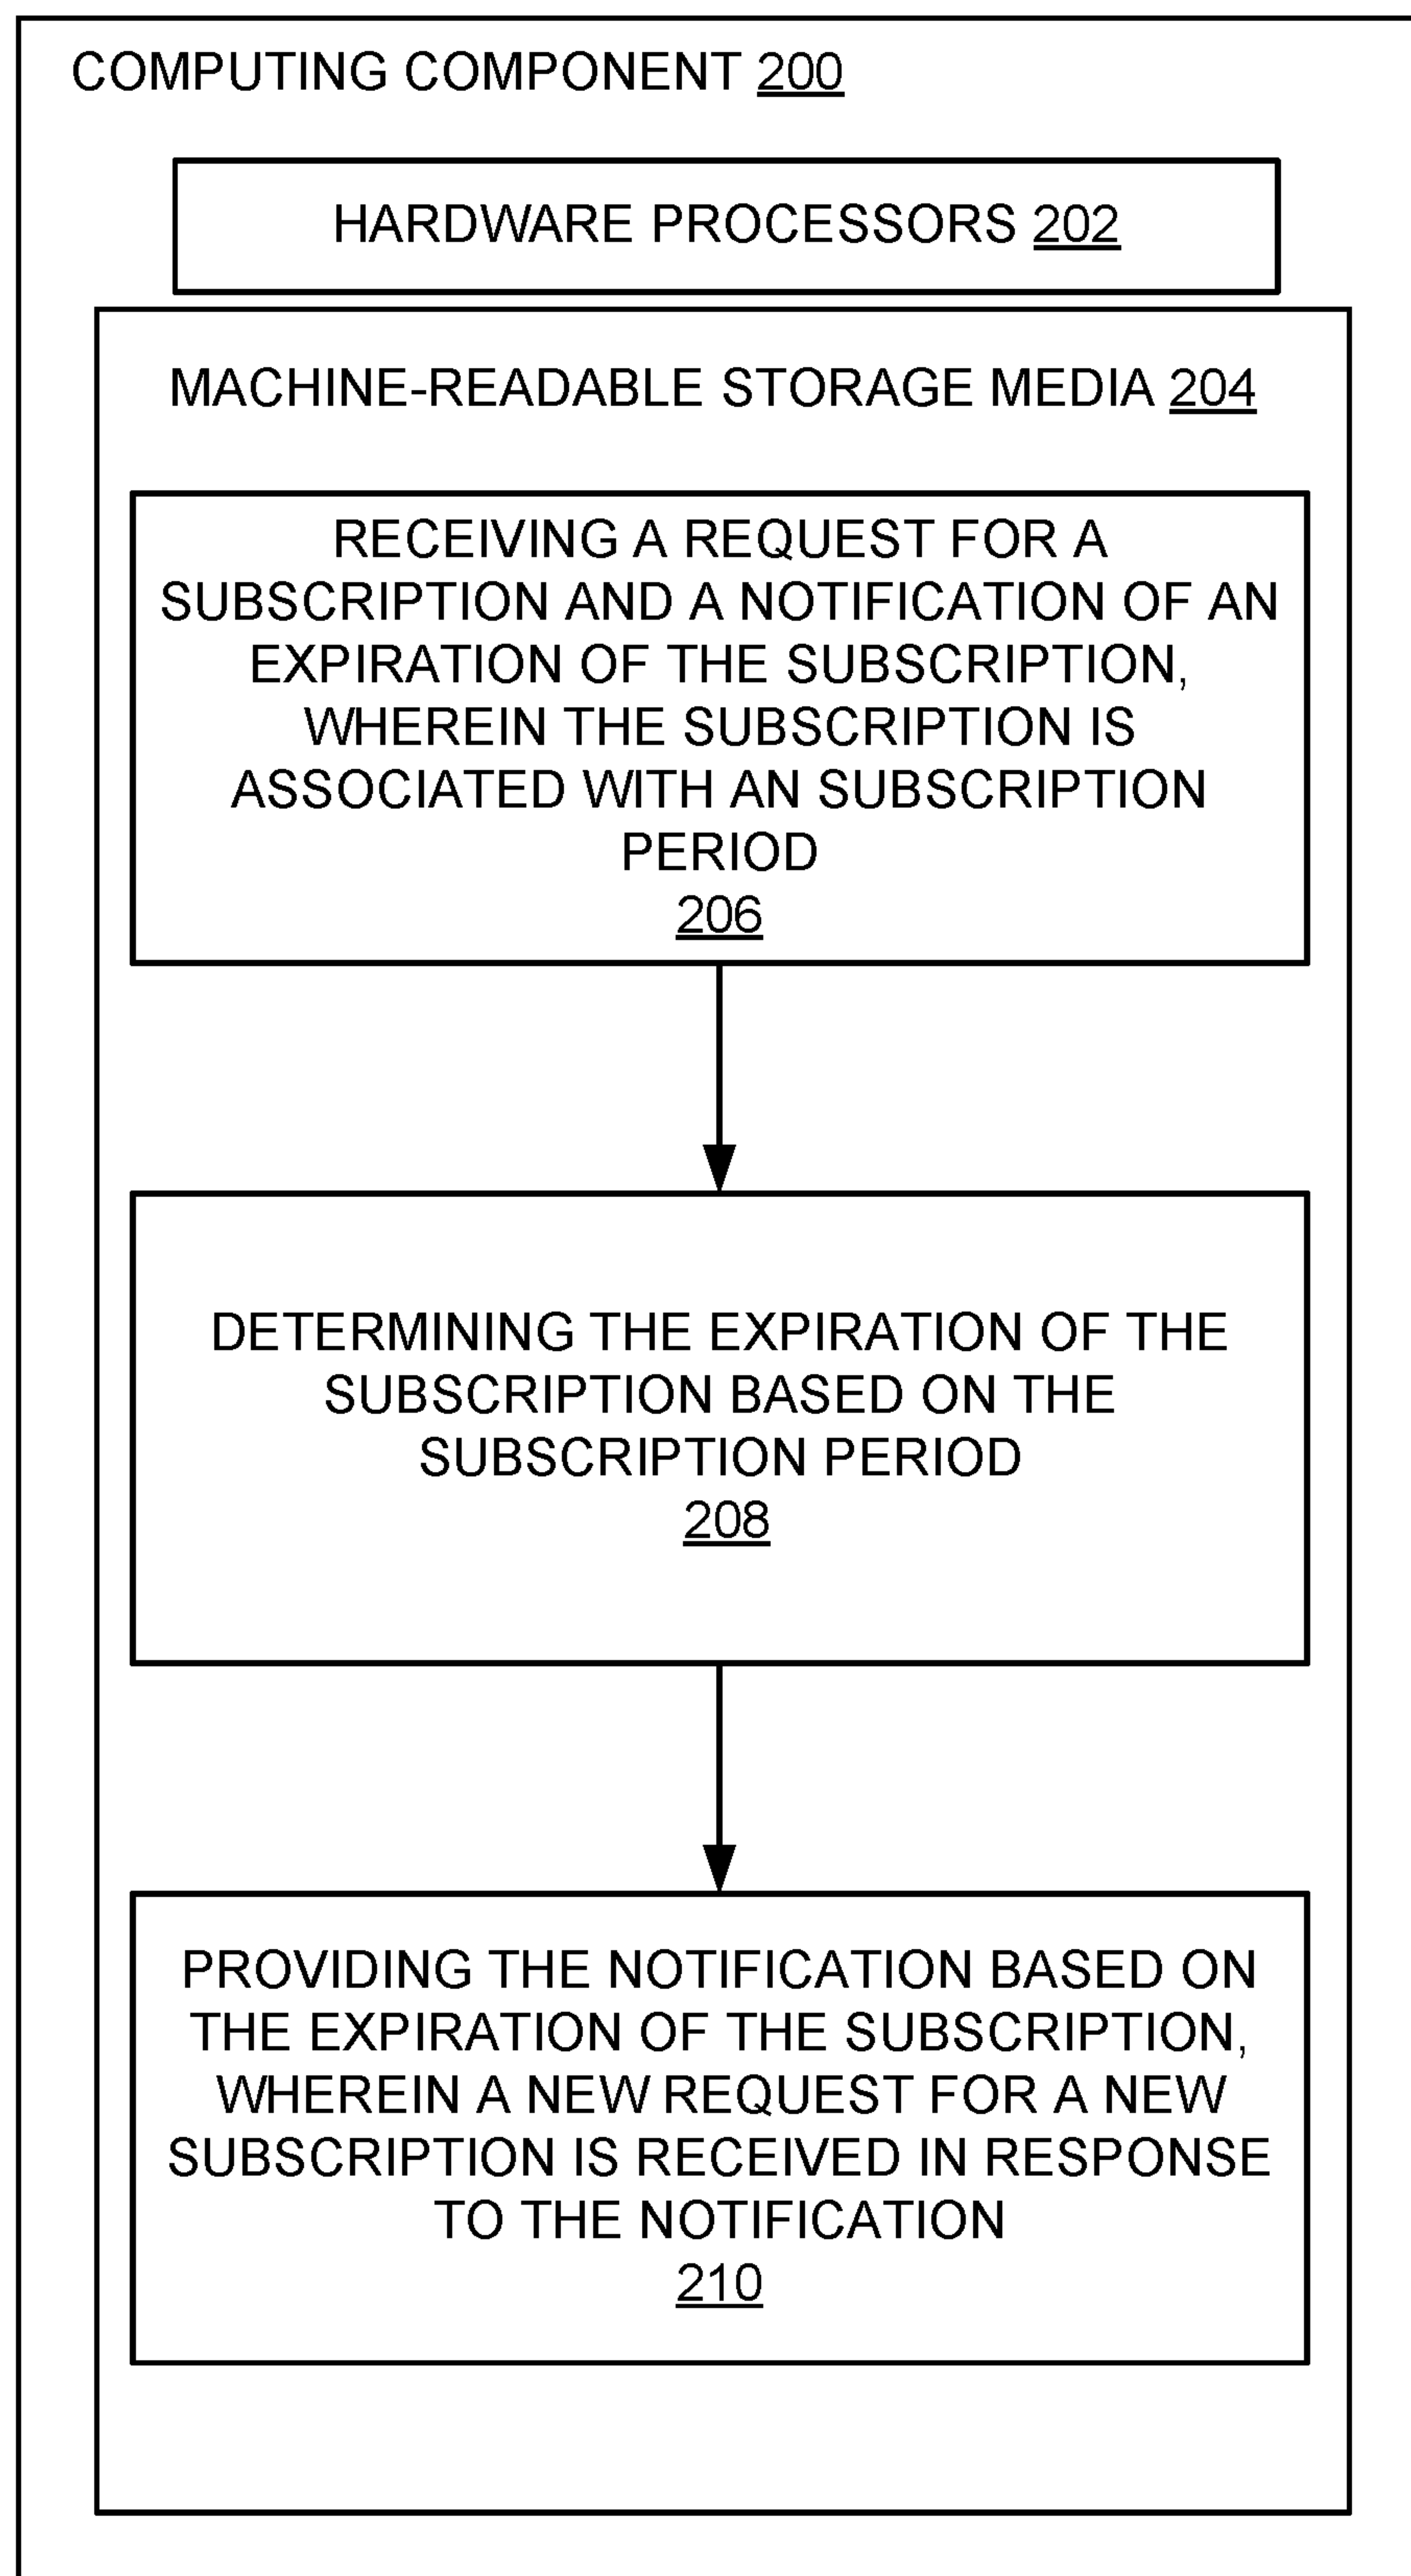 COMPUTING COMPONENT 200
HARDWARE PROCESSORS 202
MACHINE-READABLE STORAGE MEDIA 204
RECEIVING A REQUEST FOR A
SUBSCRIPTION AND A NOTIFICATION OF AN
EXPIRATION OF THE SUBSCRIPTION,
WHEREIN THE SUBSCRIPTION IS
ASSOCIATED WITH AN SUBSCRIPTION
PERIOD
206
DETERMINING THE EXPIRATION OF THE
SUBSCRIPTION BASED ON THE
SUBSCRIPTION PERIOD
208
PROVIDING THE NOTIFICATION BASED ON
THE EXPIRATION OF THE SUBSCRIPTION,
WHEREIN A NEW REQUEST FOR A NEW
SUBSCRIPTION IS RECEIVED IN RESPONSE
TO THE NOTIFICATION
210